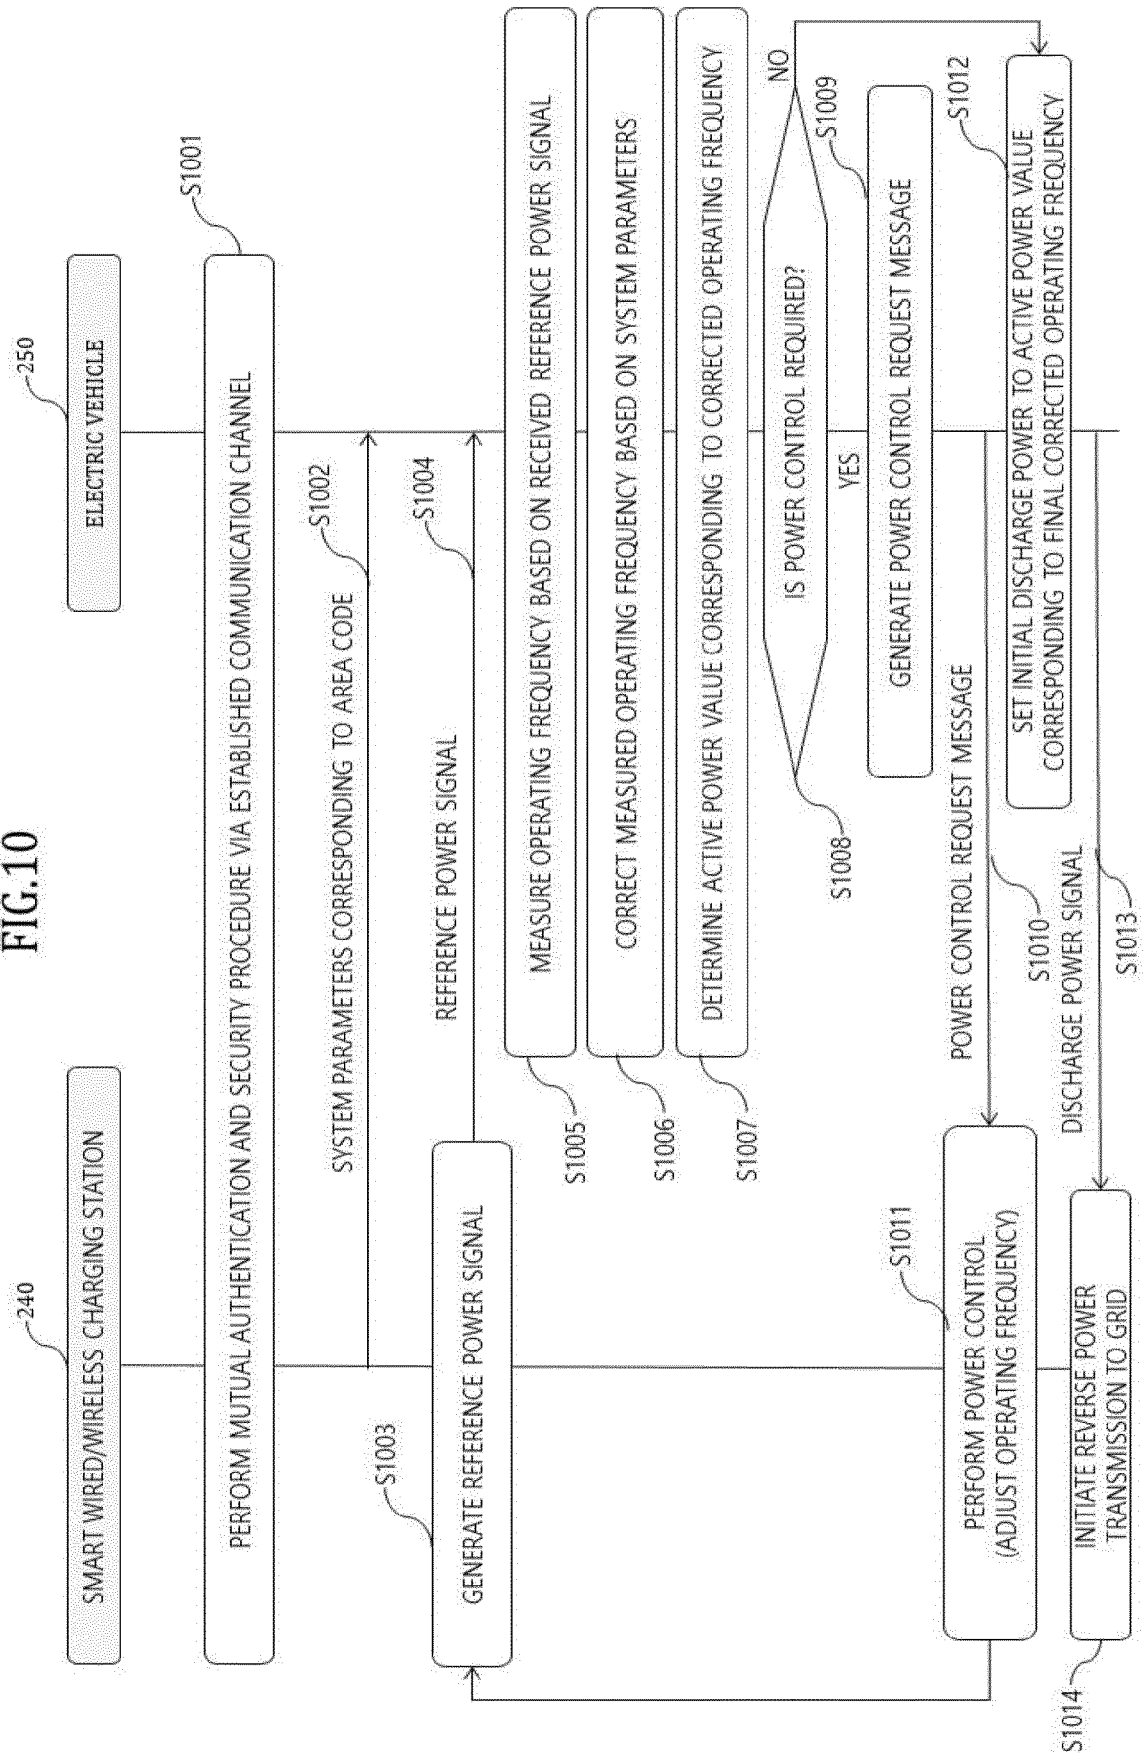 FIG.10
240
250
SMART WIRED/WIRELESS CHARGING STATION
ELECTRIC VEHICLE
S1001
PERFORM MUTUAL AUTHENTICATION AND SECURITY PROCEDURE VIA ESTABLISHED COMMUNICATION CHANNEL
SYSTEM PARAMETERS CORRESPONDING TO AREA CODE
S1002
S1003
GENERATE REFERENCE POWER SIGNAL
REFERENCE POWER SIGNAL
S1004
MEASURE OPERATING FREQUENCY BASED ON RECEIVED REFERENCE POWER SIGNAL
S1005
CORRECT MEASURED OPERATING FREQUENCY BASED ON SYSTEM PARAMETERS
S1006
DETERMINE ACTIVE POWER VALUE CORRESPONDING TO CORRECTED OPERATING FREQUENCY
S1007
IS POWER CONTROL REQUIRED?
NO
S1008
YES
S1009
GENERATE POWER CONTROL REQUEST MESSAGE
POWER CONTROL REQUEST MESSAGE
S1010
S1011
PERFORM POWER CONTROL
(ADJUST OPERATING FREQUENCY)
S1012
SET INITIAL DISCHARGE POWER TO ACTIVE POWER VALUE
CORRESPONDING TO FINAL CORRECTED OPERATING FREQUENCY
DISCHARGE POWER SIGNAL
S1013
INITIATE REVERSE POWER
TRANSMISSION TO GRID
S1014